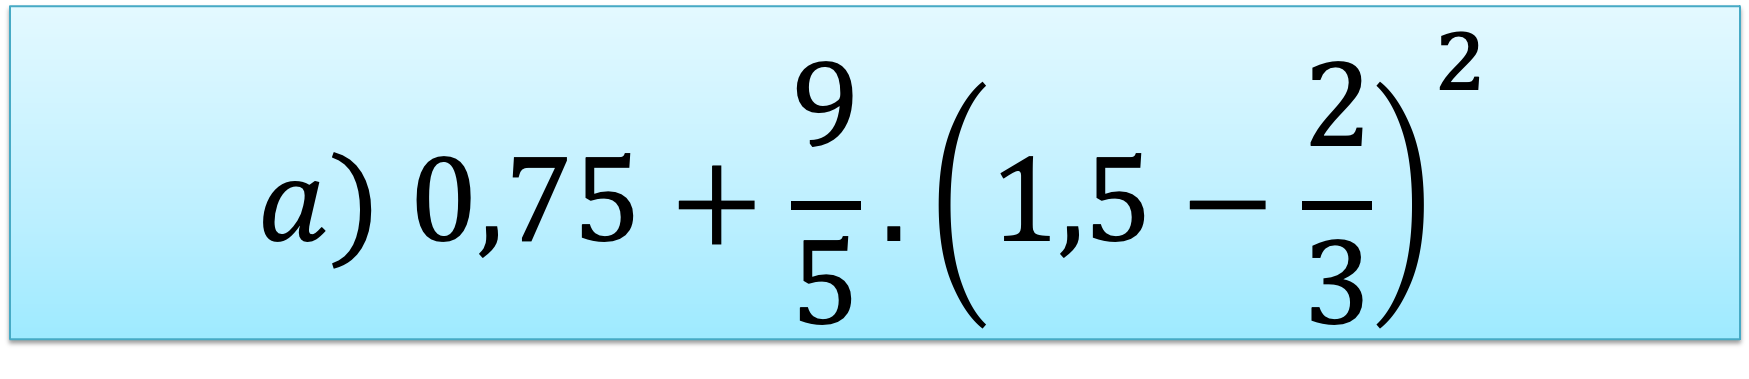 a) 0,75 + 9/5 . (1,5 − 2/3)²